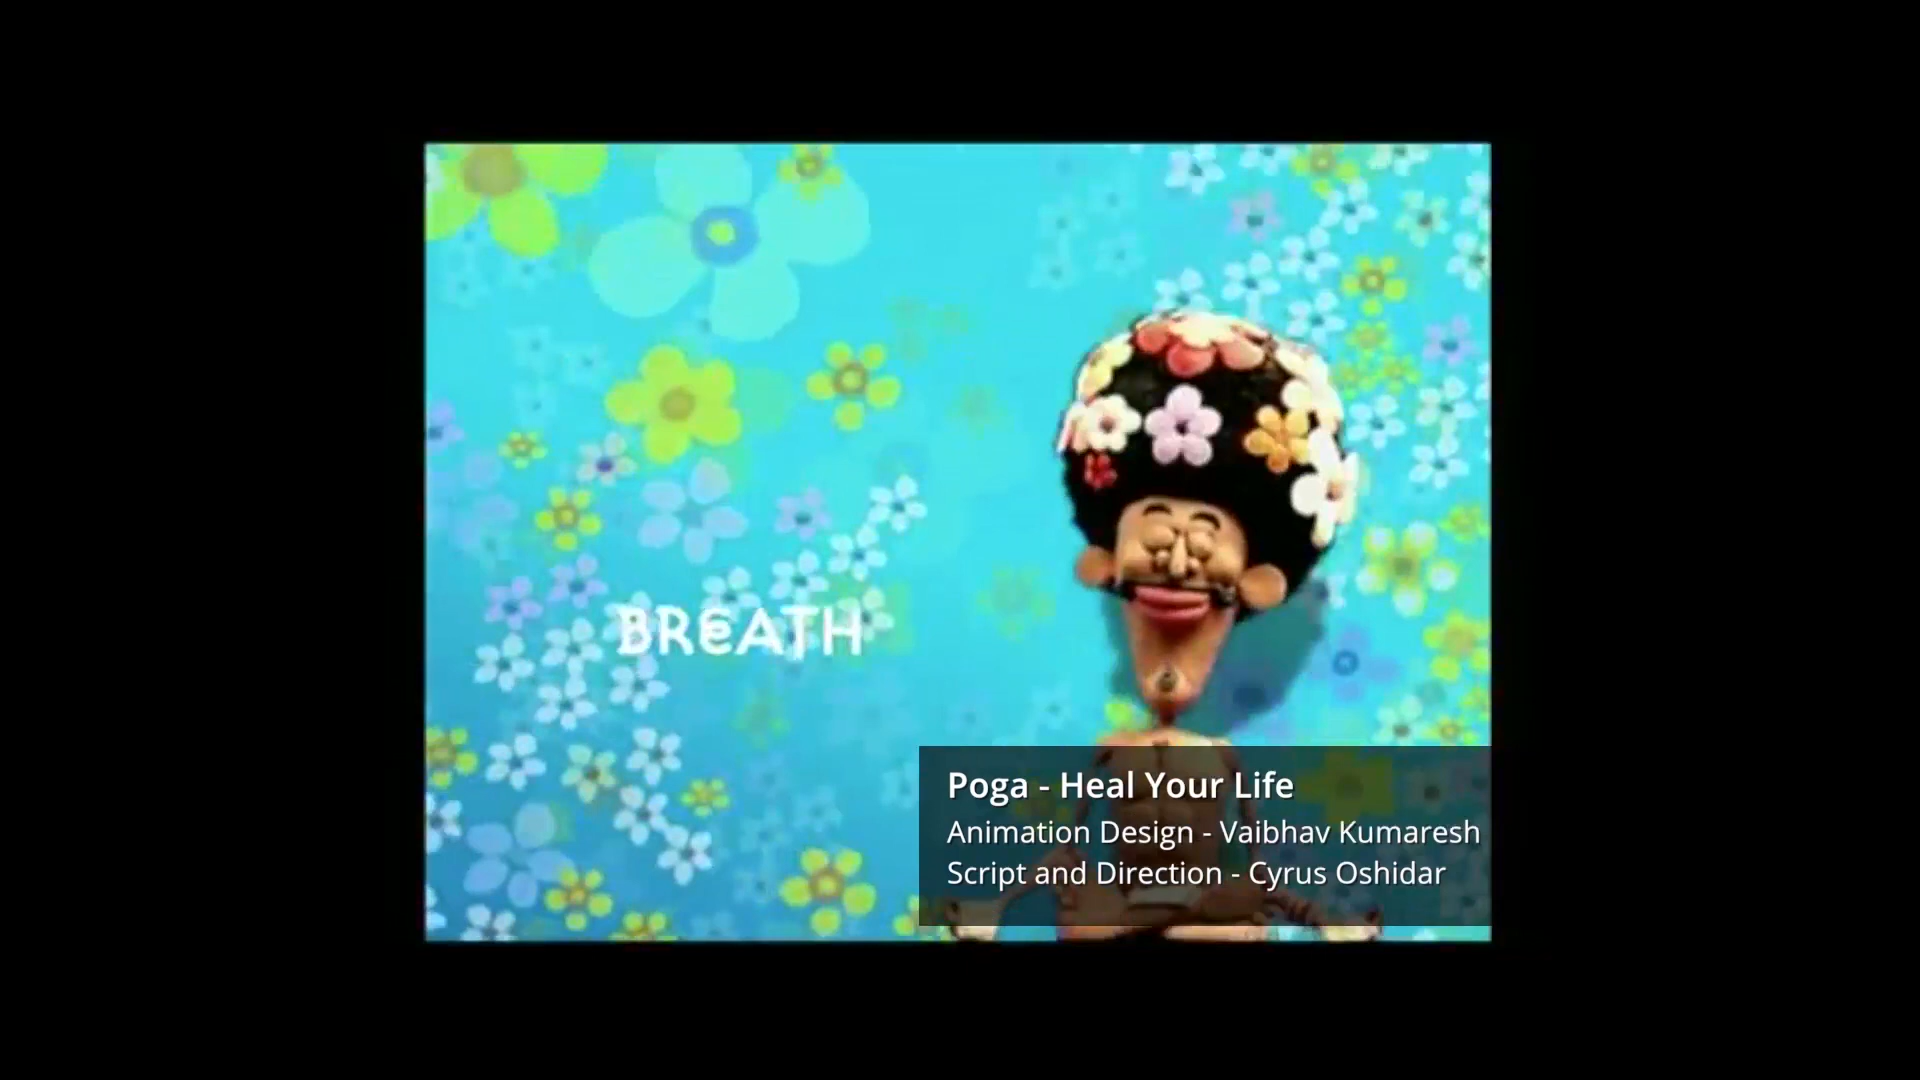 BREATH
Poga - Heal Your Life
Animation Design - Vaibhav Kumaresh
Script and Direction - Cyrus Oshidar